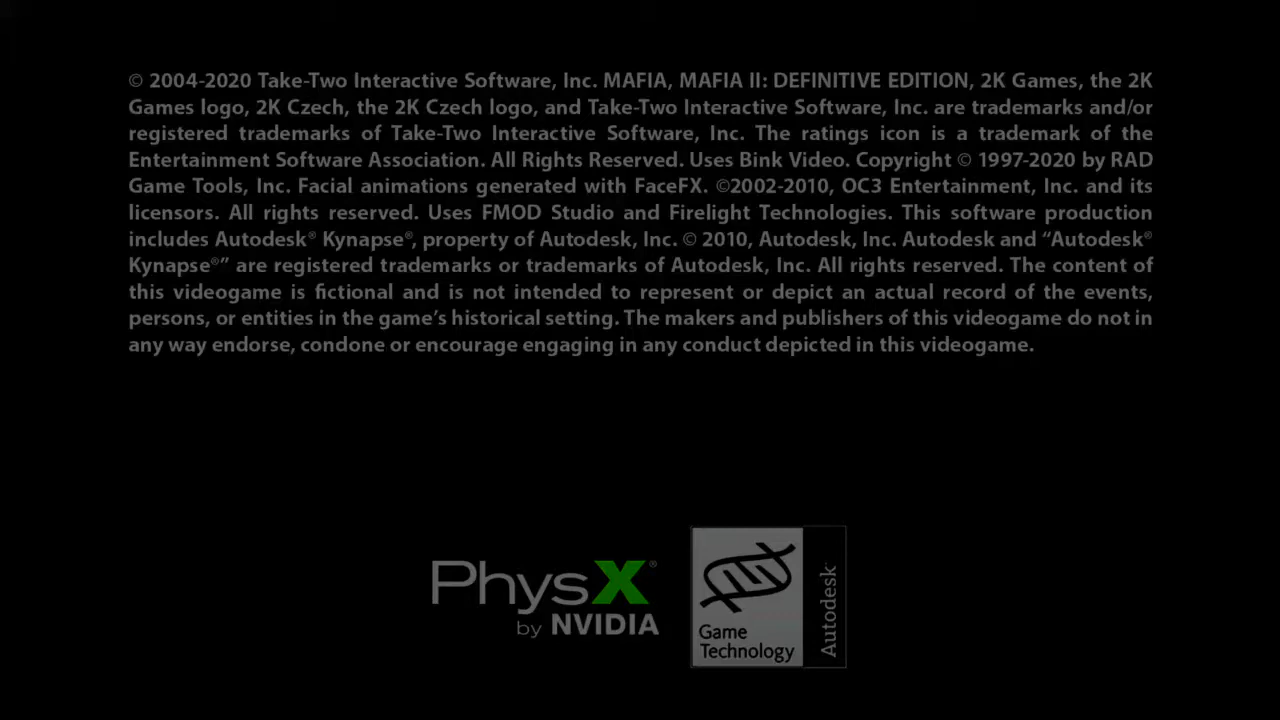 © 2004-2020 Take-Two Interactive Software, Inc. MAFIA, MAFIA II: DEFINITIVE EDITION, 2K Games, the 2K
Games logo, 2K Czech, the 2K Czech logo, and Take-Two Interactive Software, Inc. are trademarks and/or
registered trademarks of Take-Two Interactive Software, Inc. The ratings icon is a trademark of the
Entertainment Software Association. All Rights Reserved. Uses Bink Video. Copyright © 1997-2020 by RAD
Game Tools, Inc. Facial animations generated with FaceFX. ©2002-2010, OC3 Entertainment, Inc. and its
licensors. All rights reserved. Uses FMOD Studio and Firelight Technologies. This software production
includes Autodesk® Kynapse®, property of Autodesk, Inc. © 2010, Autodesk, Inc. Autodesk and “Autodesk®
Kynapse®” are registered trademarks or trademarks of Autodesk, Inc. All rights reserved. The content of
this videogame is fictional and is not intended to represent or depict an actual record of the events,
persons, or entities in the game’s historical setting. The makers and publishers of this videogame do not in
any way endorse, condone or encourage engaging in any conduct depicted in this videogame.
PhysX®
by NVIDIA
Game
Technology
Autodesk